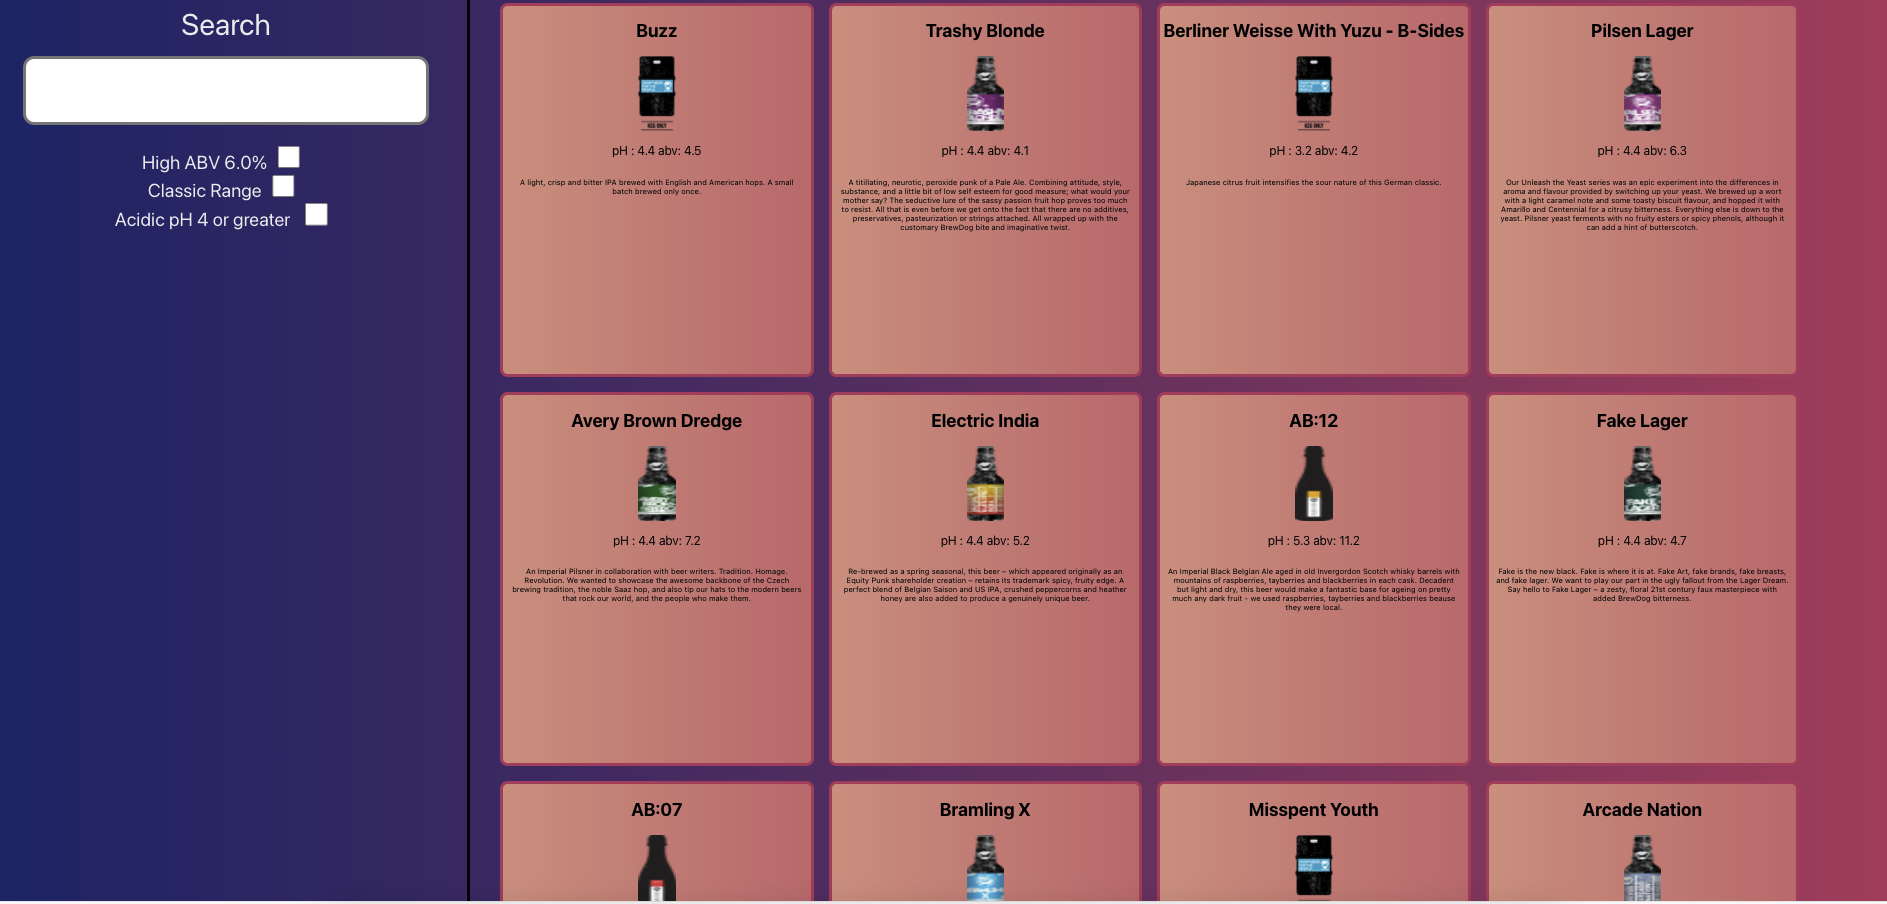 Search
High ABV 6.0%
Classic Range
Acidic pH 4 or greater
Buzz
KEG ONLY
pH : 4.4 abv: 4.5
A light, crisp and bitter IPA brewed with English and American hops. A small
batch brewed only once.
Trashy Blonde
pH : 4.4 abv: 4.1
A titillating, neurotic, peroxide punk of a Pale Ale. Combining attitude, style,
substance, and a little bit of low self esteem for good measure; what would your
mother say? The seductive lure of the sassy passion fruit hop proves too much
to resist. All that is even before we get onto the fact that there are no additives,
preservatives, pasteurization or strings attached. All wrapped up with the
customary BrewDog bite and imaginative twist.
Berliner Weisse With Yuzu - B-Sides
KEG ONLY
pH : 3.2 abv: 4.2
Japanese citrus fruit intensifies the sour nature of this German classic.
Pilsen Lager
pH : 4.4 abv: 6.3
Our Unleash the Yeast series was an epic experiment into the differences in
aroma and flavour provided by switching up your yeast. We brewed up a wort
with a light caramel note and some toasty biscuit flavour, and hopped it with
Amarillo and Centennial for a citrusy bitterness. Everything else is down to the
yeast. Pilsner yeast ferments with no fruity esters or spicy phenols, although it
can add a hint of butterscotch.
Avery Brown Dredge
pH : 4.4 abv: 7.2
An Imperial Pilsner in collaboration with beer writers. Tradition. Homage.
Revolution. We wanted to showcase the awesome backbone of the Czech
brewing tradition, the noble Saaz hop, and also tip our hats to the modern beers
that rock our world, and the people who make them.
Electric India
pH : 4.4 abv: 5.2
Re-brewed as a spring seasonal, this beer – which appeared originally as an
Equity Punk shareholder creation – retains its trademark spicy, fruity edge. A
perfect blend of Belgian Saison and US IPA, crushed peppercorns and heather
honey are also added to produce a genuinely unique beer.
AB:12
pH : 5.3 abv: 11.2
An Imperial Black Belgian Ale aged in old Invergordon Scotch whisky barrels with
mountains of raspberries, tayberries and blackberries in each cask. Decadent
but light and dry, this beer would make a fantastic base for ageing on pretty
much any dark fruit - we used raspberries, tayberries and blackberries beause
they were local.
Fake Lager
pH : 4.4 abv: 4.7
Fake is the new black. Fake is where it is at. Fake Art, fake brands, fake breasts,
and fake lager. We want to play our part in the ugly fallout from the Lager Dream.
Say hello to Fake Lager – a zesty, floral 21st century faux masterpiece with
added BrewDog bitterness.
AB:07
Bramling X
Misspent Youth
Arcade Nation